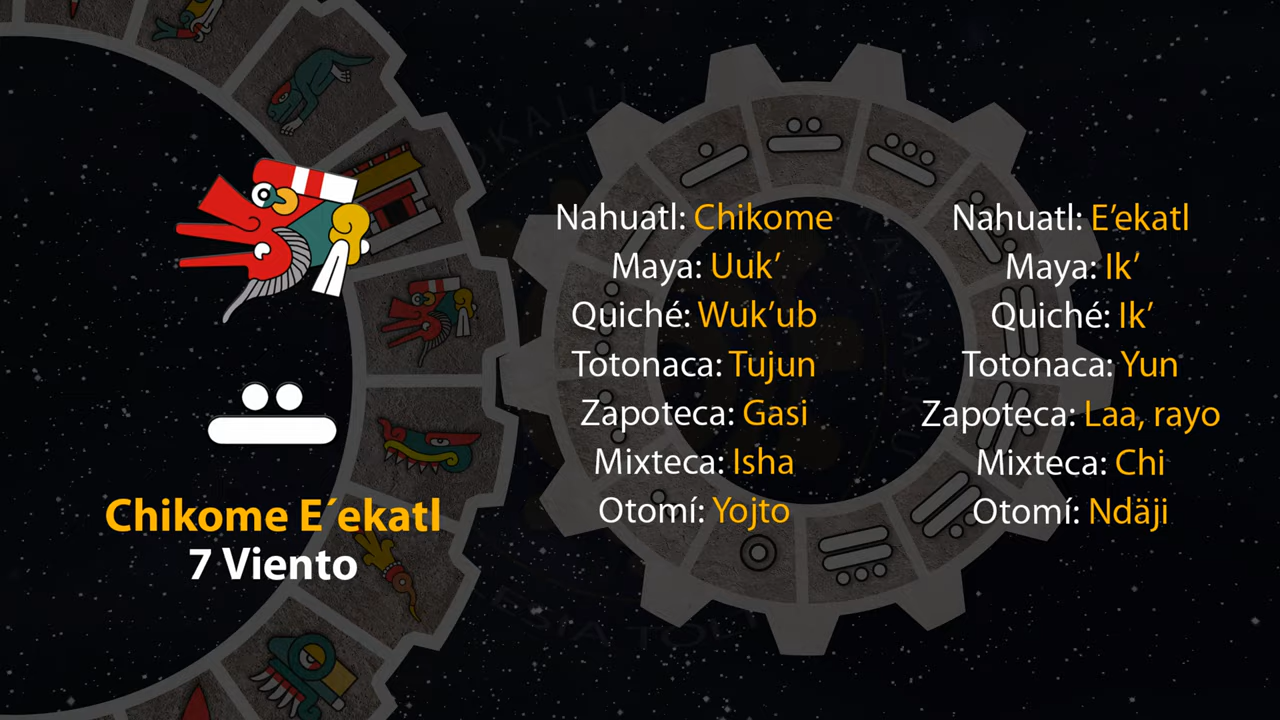 Chikome E´ekatl
7 Viento
Nahuatl: Chikome
Maya: Uuk’
Quiché: Wuk’ub
Totonaca: Tujun
Zapoteca: Gasi
Mixteca: Isha
Otomí: Yojto
Nahuatl: E’ekatl
Maya: Ik’
Quiché: Ik’
Totonaca: Yun
Zapoteca: Laa, rayo
Mixteca: Chi
Otomí: Ndäji